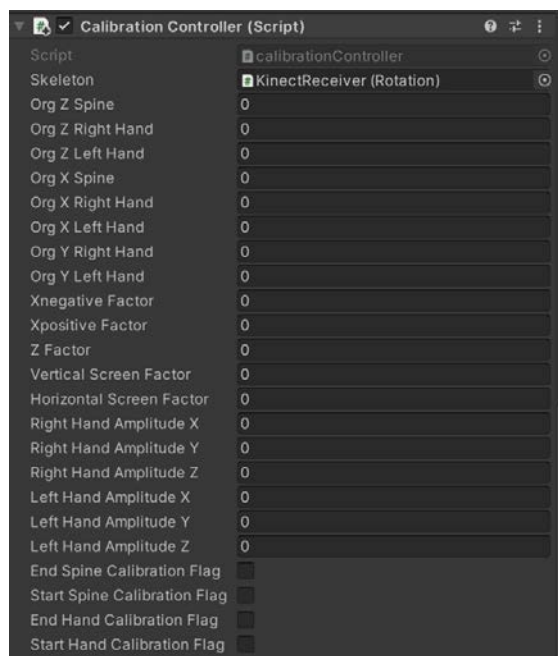 Calibration Controller (Script)
Script calibrationController
Skeleton KinectReceiver (Rotation)
Org Z Spine 0
Org Z Right Hand 0
Org Z Left Hand 0
Org X Spine 0
Org X Right Hand 0
Org X Left Hand 0
Org Y Right Hand 0
Org Y Left Hand 0
Xnegative Factor 0
Xpositive Factor 0
Z Factor 0
Vertical Screen Factor 0
Horizontal Screen Factor 0
Right Hand Amplitude X 0
Right Hand Amplitude Y 0
Right Hand Amplitude Z 0
Left Hand Amplitude X 0
Left Hand Amplitude Y 0
Left Hand Amplitude Z 0
End Spine Calibration Flag
Start Spine Calibration Flag
End Hand Calibration Flag
Start Hand Calibration Flag